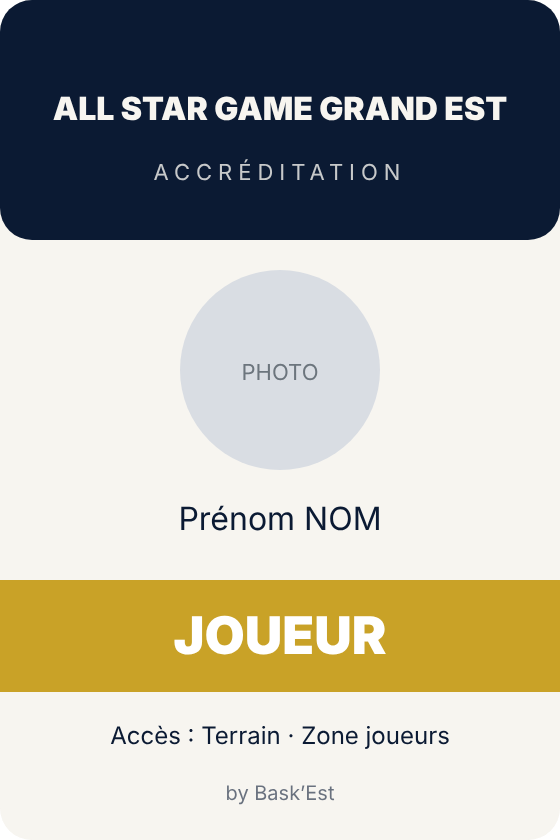 ALL STAR GAME GRAND EST
ACCRÉDITATION
PHOTO
Prénom NOM
JOUEUR
Accès : Terrain · Zone joueurs
by Bask’Est